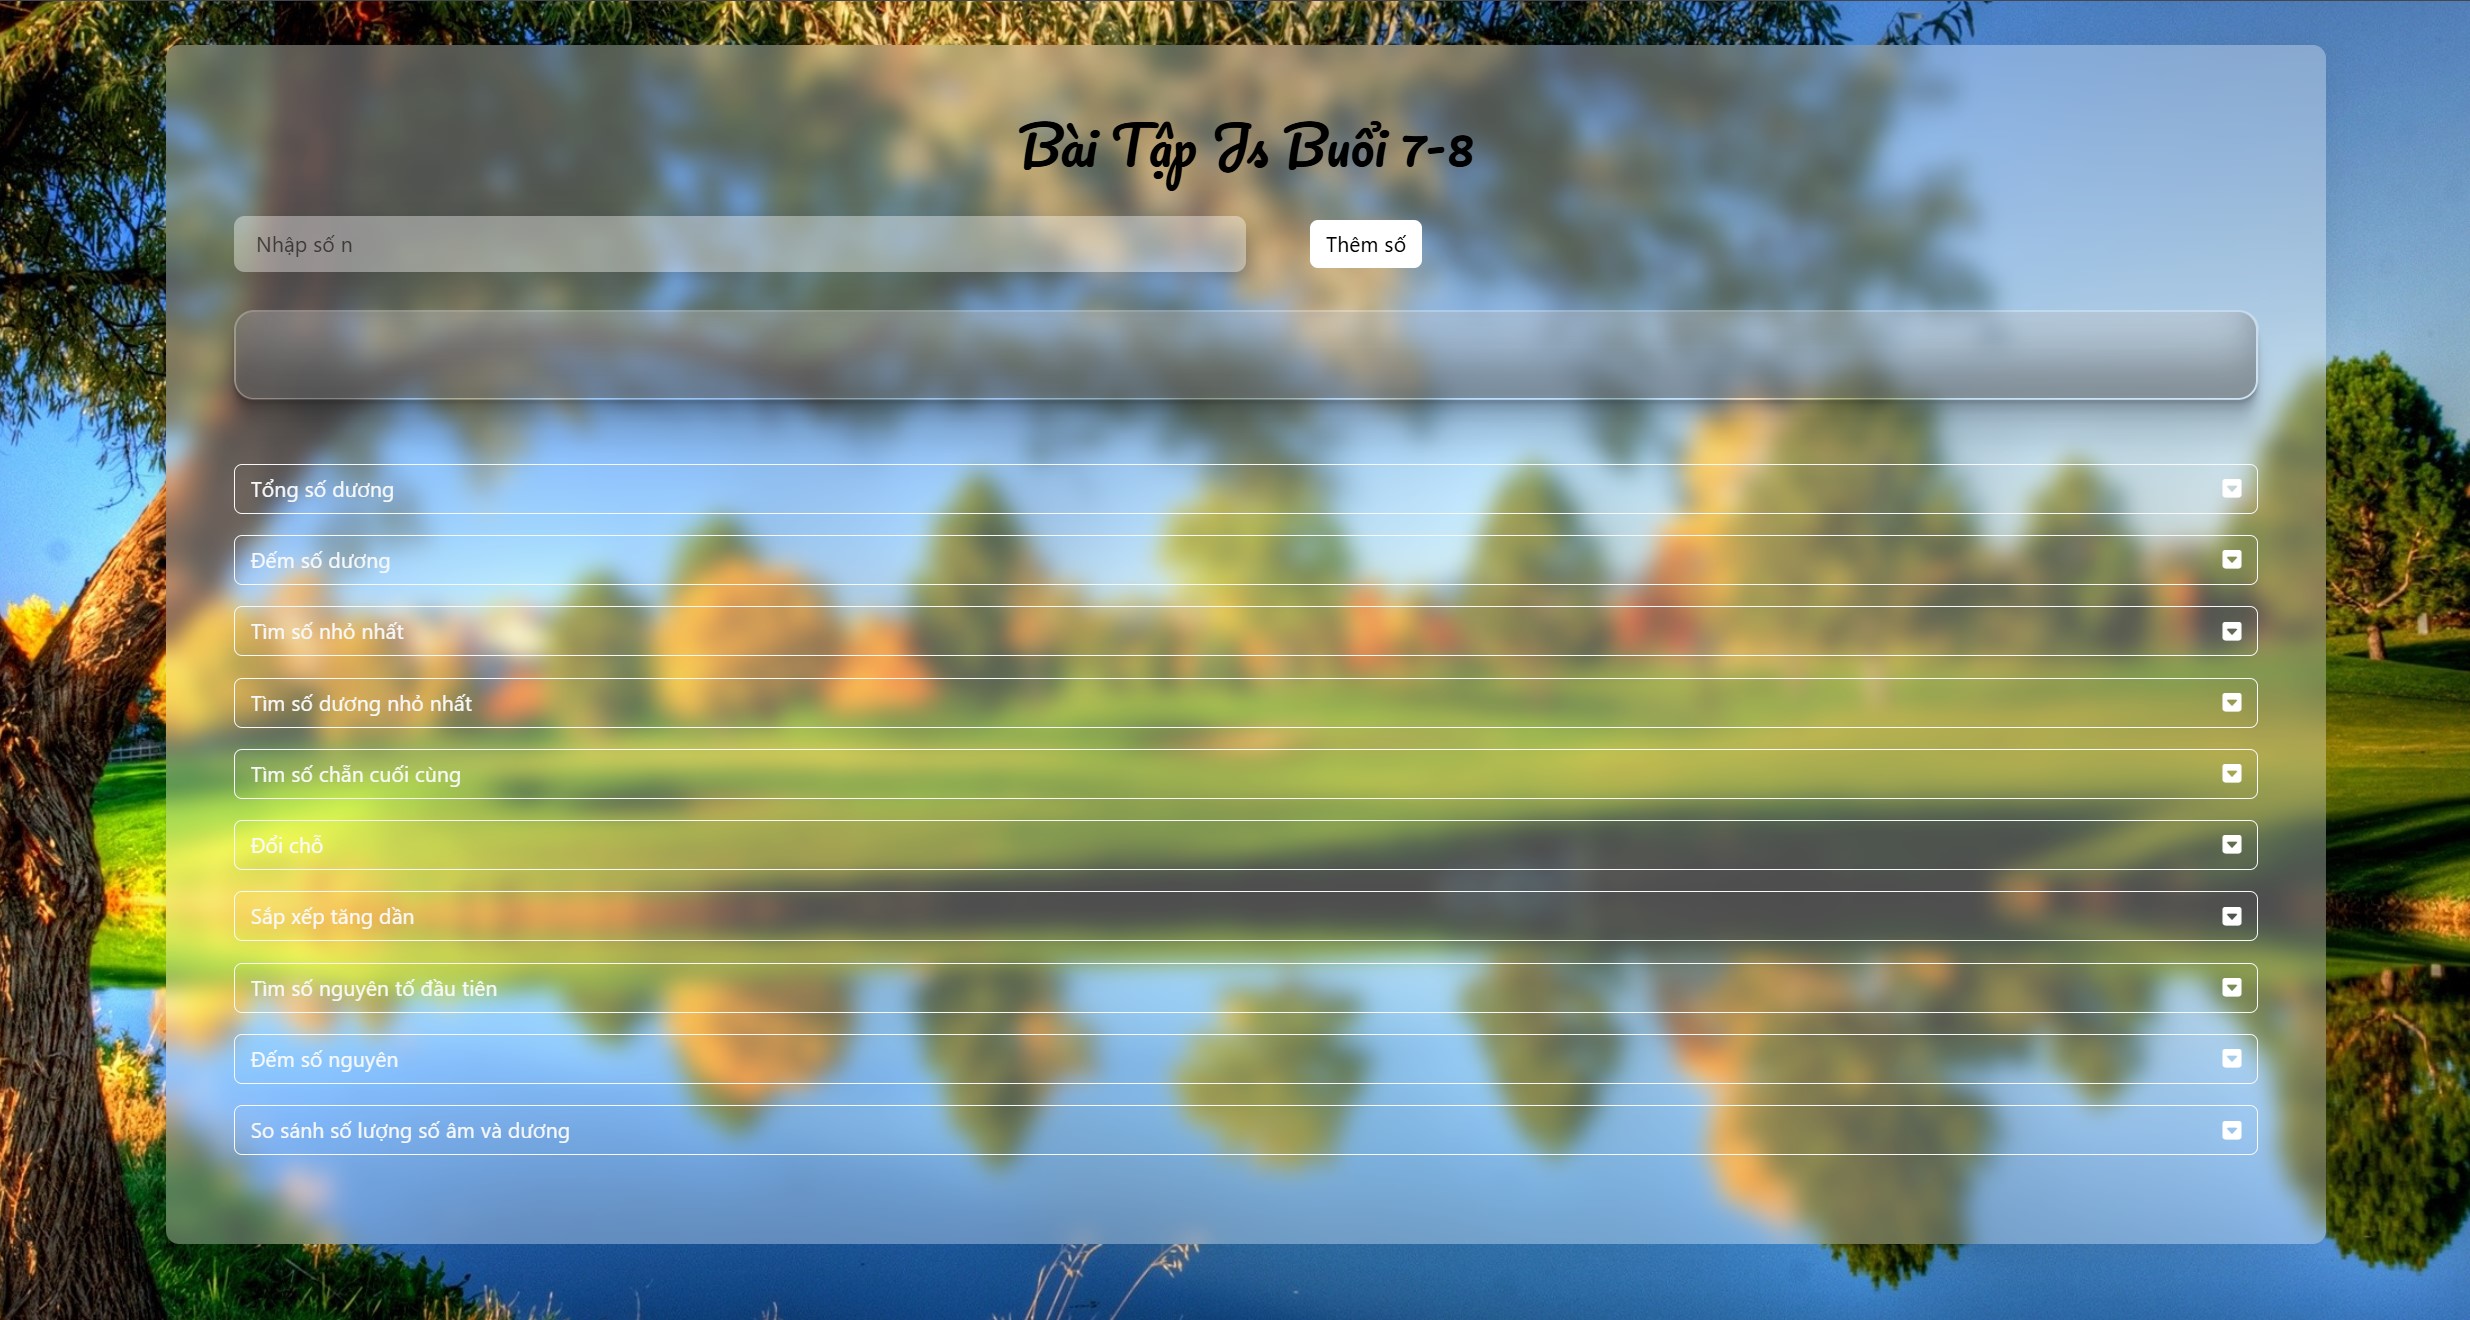 Bài Tập Js Buổi 7-8
Nhập số n
Thêm số
Tổng số dương
Đếm số dương
Tìm số nhỏ nhất
Tìm số dương nhỏ nhất
Tìm số chẵn cuối cùng
Đổi chỗ
Sắp xếp tăng dần
Tìm số nguyên tố đầu tiên
Đếm số nguyên
So sánh số lượng số âm và dương